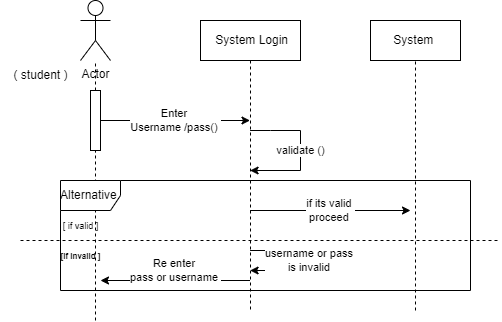 System Login
System
( student )
Actor
Enter
Username /pass()
validate ()
Alternative
if its valid
proceed
[ if valid ]
[if invalid ]
username or pass
is invalid
Re enter
pass or username